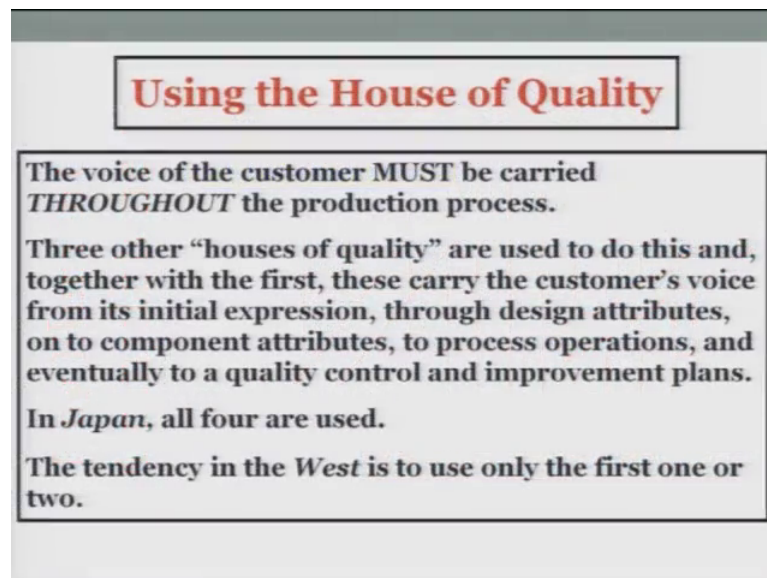 Using the House of Quality
The voice of the customer MUST be carried
THROUGHOUT the production process.
Three other “houses of quality” are used to do this and,
together with the first, these carry the customer’s voice
from its initial expression, through design attributes,
on to component attributes, to process operations, and
eventually to a quality control and improvement plans.
In Japan, all four are used.
The tendency in the West is to use only the first one or
two.